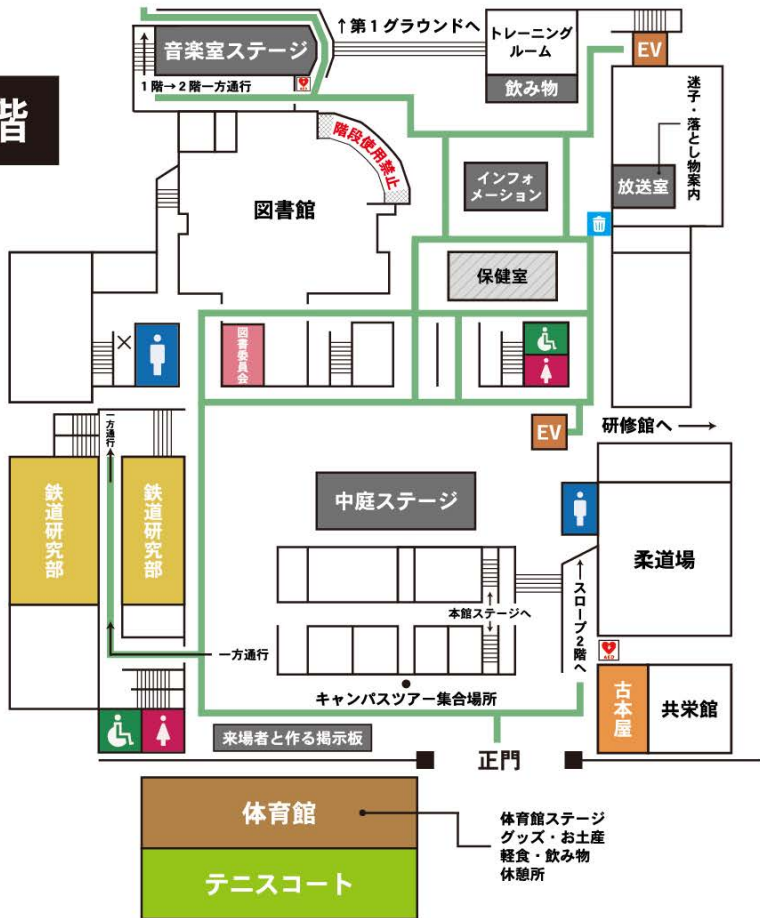 階
↑第1グラウンドへ
音楽室ステージ
1階→2階一方通行
AED
トレーニング
ルーム
飲み物
EV
迷子・落とし物案内
放送室
階段使用禁止
図書館
インフォ
メーション
保健室
図書委員会
一方通行
EV
研修館へ →
鉄道研究部
鉄道研究部
中庭ステージ
柔道場
本館ステージへ
←スロープ2階へ
一方通行
AED
キャンパスツアー集合場所
古本屋
共栄館
来場者と作る掲示板
正門
体育館
体育館ステージ
グッズ・お土産
軽食・飲み物
休憩所
テニスコート